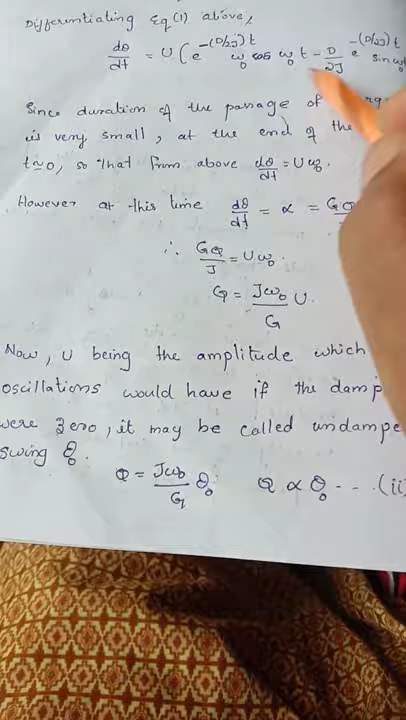 Differentiating Eq(1) above,
dθ/dt = U(e^-(D/2J)t ω₀ cos ω₀t - D/2J e^-(D/2J)t sin ω₀t
Since duration of the passage of
is very small, at the end of the
t≃0, so that from above dθ/dt = Uω₀.
However at this time dθ/dt = α = GQ/
∴ GQ/J = Uω₀.
Q = Jω₀/G U.
Now, U being the amplitude which
oscillations would have if the damp
were zero, it may be called undampe
swing θ₀.
Q = Jω₀/G θ₀ Q ∝ θ₀ --- (ii